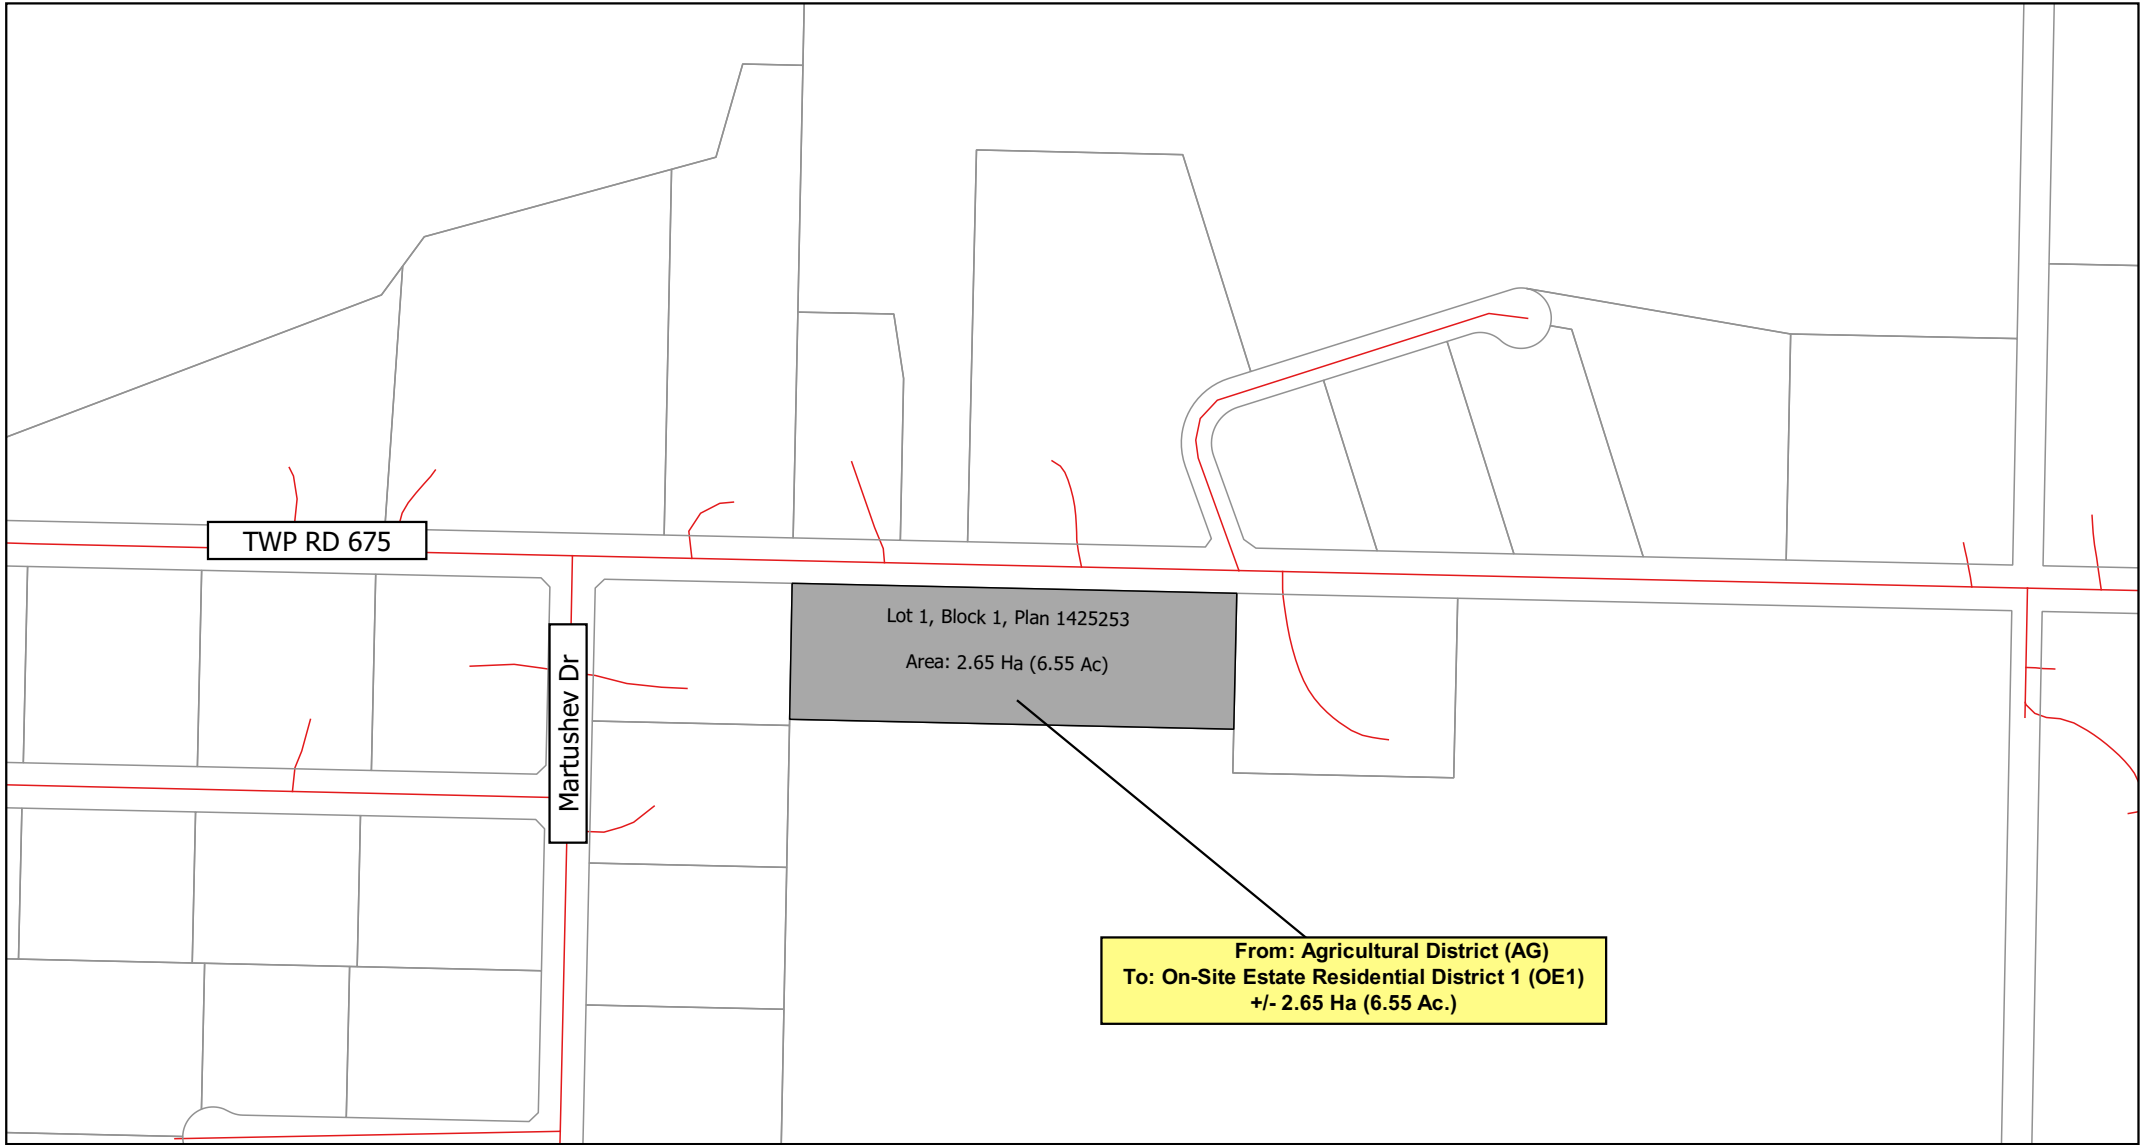 TWP RD 675
Lot 1, Block 1, Plan 1425253
Area: 2.65 Ha (6.55 Ac)
Martushev Dr
From: Agricultural District (AG)
To: On-Site Estate Residential District 1 (OE1)
+/- 2.65 Ha (6.55 Ac.)